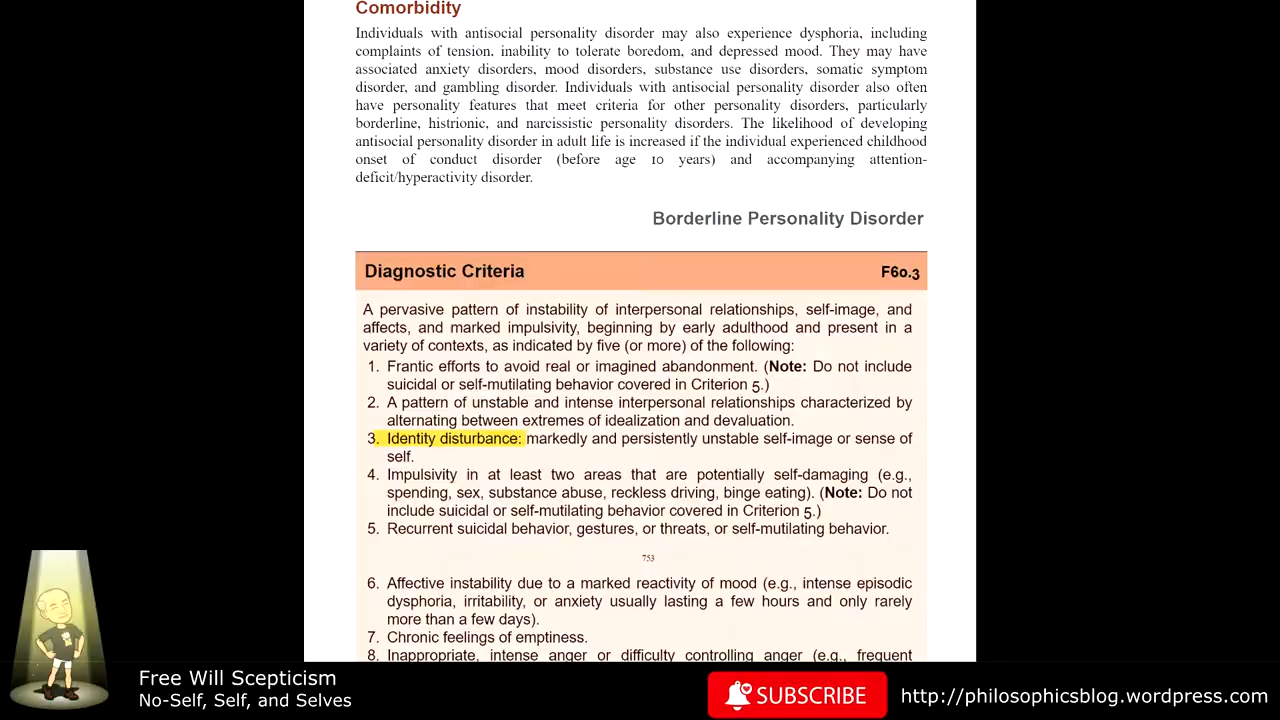 Comorbidity
Individuals with antisocial personality disorder may also experience dysphoria, including
complaints of tension, inability to tolerate boredom, and depressed mood. They may have
associated anxiety disorders, mood disorders, substance use disorders, somatic symptom
disorder, and gambling disorder. Individuals with antisocial personality disorder also often
have personality features that meet criteria for other personality disorders, particularly
borderline, histrionic, and narcissistic personality disorders. The likelihood of developing
antisocial personality disorder in adult life is increased if the individual experienced childhood
onset of conduct disorder (before age 10 years) and accompanying attention-
deficit/hyperactivity disorder.
Borderline Personality Disorder
Diagnostic Criteria F60.3
A pervasive pattern of instability of interpersonal relationships, self-image, and
affects, and marked impulsivity, beginning by early adulthood and present in a
variety of contexts, as indicated by five (or more) of the following:
1. Frantic efforts to avoid real or imagined abandonment. (Note: Do not include
suicidal or self-mutilating behavior covered in Criterion 5.)
2. A pattern of unstable and intense interpersonal relationships characterized by
alternating between extremes of idealization and devaluation.
3. Identity disturbance: markedly and persistently unstable self-image or sense of
self.
4. Impulsivity in at least two areas that are potentially self-damaging (e.g.,
spending, sex, substance abuse, reckless driving, binge eating). (Note: Do not
include suicidal or self-mutilating behavior covered in Criterion 5.)
5. Recurrent suicidal behavior, gestures, or threats, or self-mutilating behavior.
753
6. Affective instability due to a marked reactivity of mood (e.g., intense episodic
dysphoria, irritability, or anxiety usually lasting a few hours and only rarely
more than a few days).
7. Chronic feelings of emptiness.
8. Inappropriate, intense anger or difficulty controlling anger (e.g., frequent
Free Will Scepticism
No-Self, Self, and Selves
SUBSCRIBE
http://philosophicsblog.wordpress.com